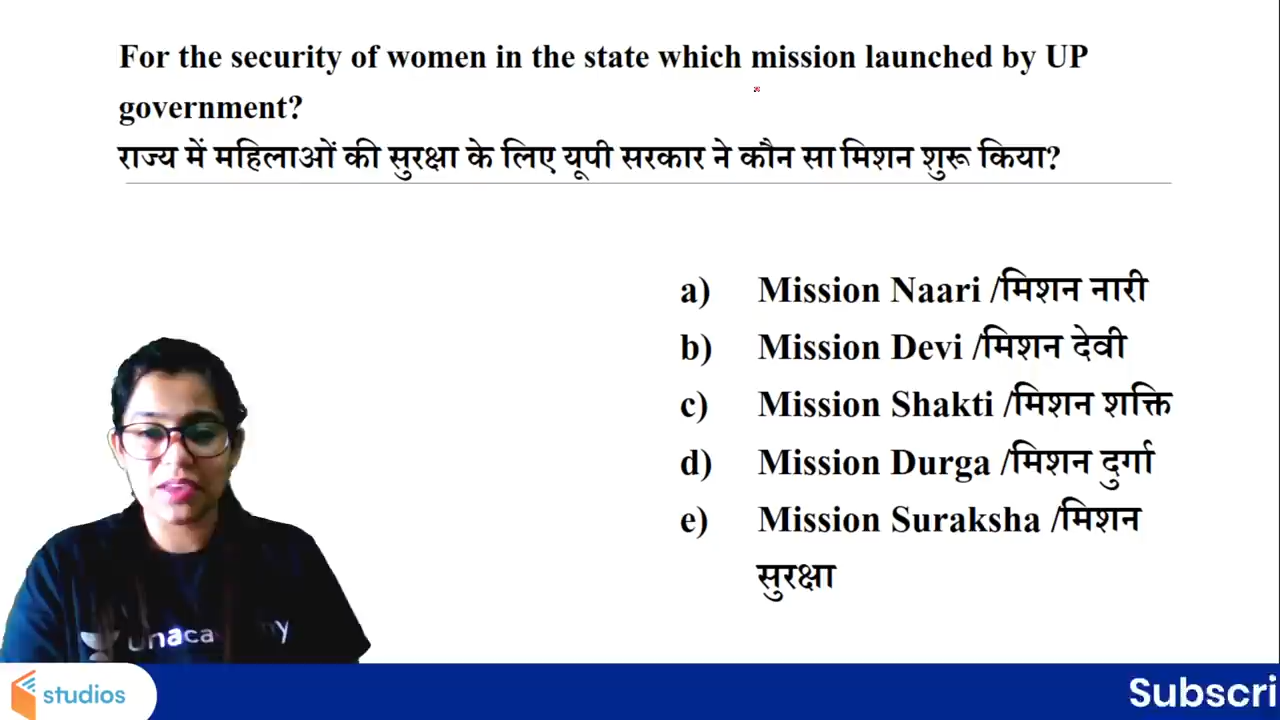 For the security of women in the state which mission launched by UP
government?
राज्य में महिलाओं की सुरक्षा के लिए यूपी सरकार ने कौन सा मिशन शुरू किया?
a) Mission Naari /मिशन नारी
b) Mission Devi /मिशन देवी
c) Mission Shakti /मिशन शक्ति
d) Mission Durga /मिशन दुर्गा
e) Mission Suraksha /मिशन
सुरक्षा
unacademy
studios
Subscri